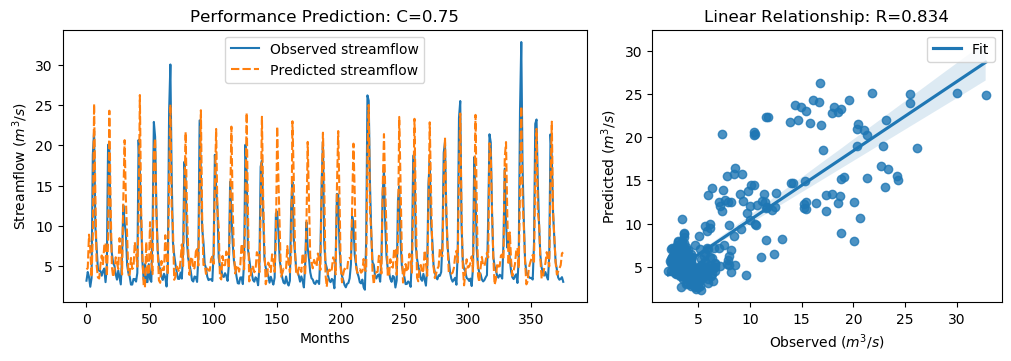 Performance Prediction: C=0.75
Streamflow (m³/s)
30
25
20
15
10
5
Observed streamflow
Predicted streamflow
0
50
100
150
200
250
300
350
Months
Linear Relationship: R=0.834
Predicted (m³/s)
30
25
20
15
10
5
Fit
5
10
15
20
25
30
Observed (m³/s)